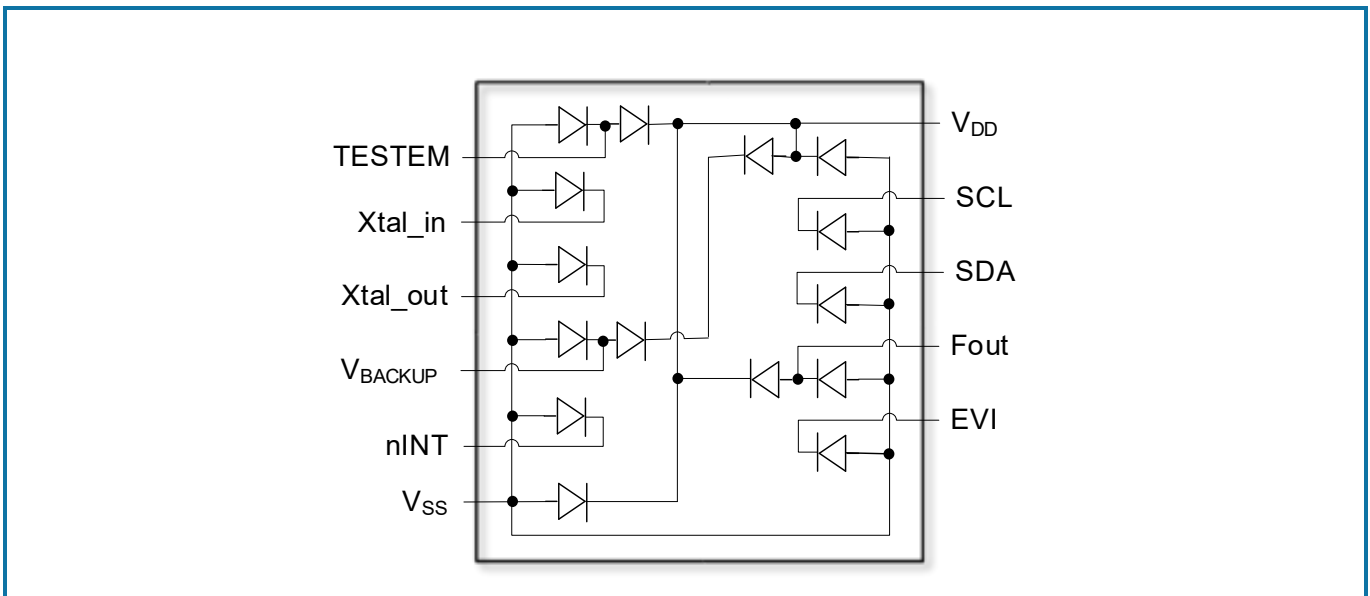 TESTEM
Xtal_in
Xtal_out
VBACKUP
nINT
VSS
VDD
SCL
SDA
Fout
EVI